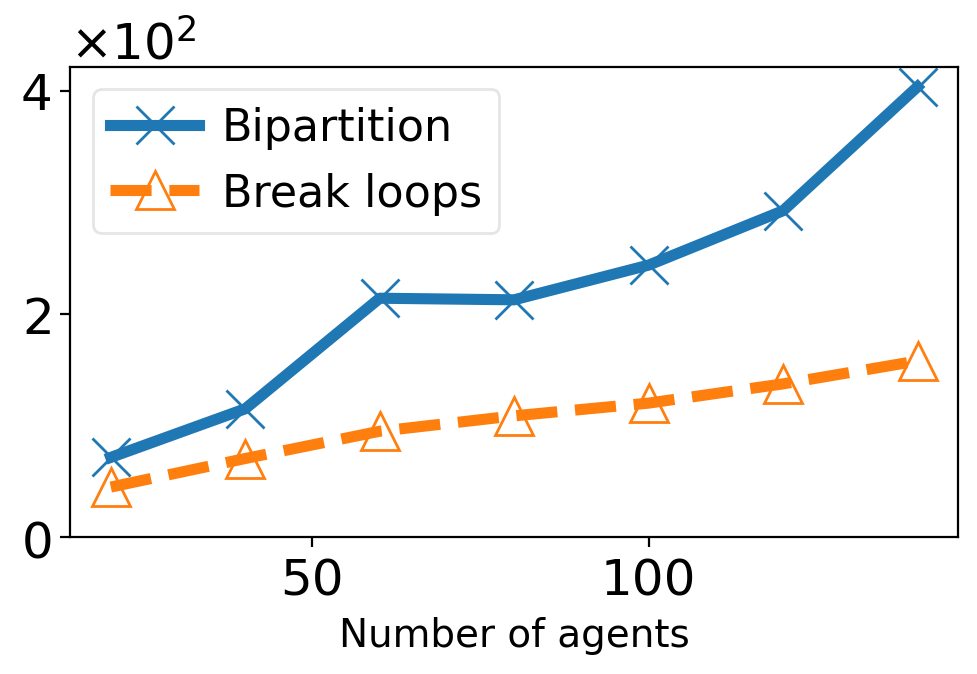 ×10²
4
2
0
Bipartition
Break loops
50 100
Number of agents